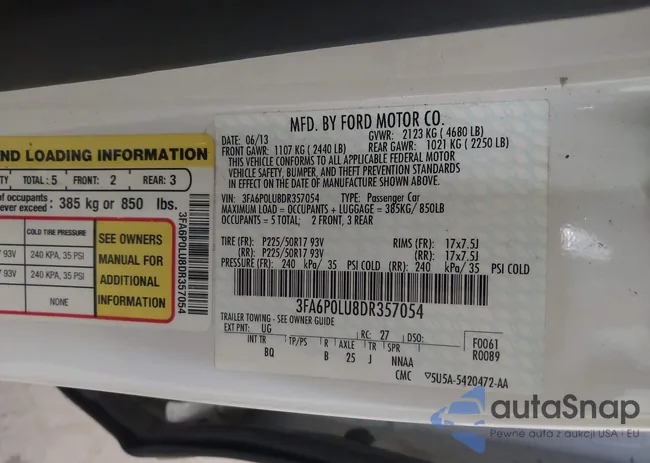 ND LOADING INFORMATION
TOTAL: 5 FRONT: 2 REAR: 3
of occupants
ever exceed: 385 kg or 850 lbs.
COLD TIRE PRESSURE
93V 240 KPA, 35 PSI
93V 240 KPA, 35 PSI
NONE
SEE OWNERS
MANUAL FOR
ADDITIONAL
INFORMATION
3FA6P0LU8DR357054
MFD. BY FORD MOTOR CO.
DATE: 06/13 GVWR: 2123 KG ( 4680 LB)
FRONT GAWR: 1107 KG ( 2440 LB) REAR GAWR: 1021 KG ( 2250 LB)
THIS VEHICLE CONFORMS TO ALL APPLICABLE FEDERAL MOTOR
VEHICLE SAFETY, BUMPER, AND THEFT PREVENTION STANDARDS
IN EFFECT ON THE DATE OF MANUFACTURE SHOWN ABOVE.
VIN: 3FA6P0LU8DR357054 TYPE: Passenger Car
MAXIMUM LOAD = OCCUPANTS + LUGGAGE = 385KG/ 850LB
OCCUPANTS = 5 TOTAL; 2 FRONT, 3 REAR
TIRE (FR): P225/50R17 93V RIMS (FR): 17x7.5J
(RR): P225/50R17 93V (RR): 17x7.5J
PRESSURE (FR): 240 kPa/ 35 PSI COLD (RR): 240 kPa/ 35 PSI COLD
3FA6P0LU8DR357054
TRAILER TOWING - SEE OWNER GUIDE
EXT PNT: UG RC: 27 DSO:
F0061
R0089
INT TR TP/PS R AXLE TR SPR
BQ B 25 J NNAA
CMC 5U5A-5420472-AA
autaSnap
Pewne auta z aukcji USA · EU